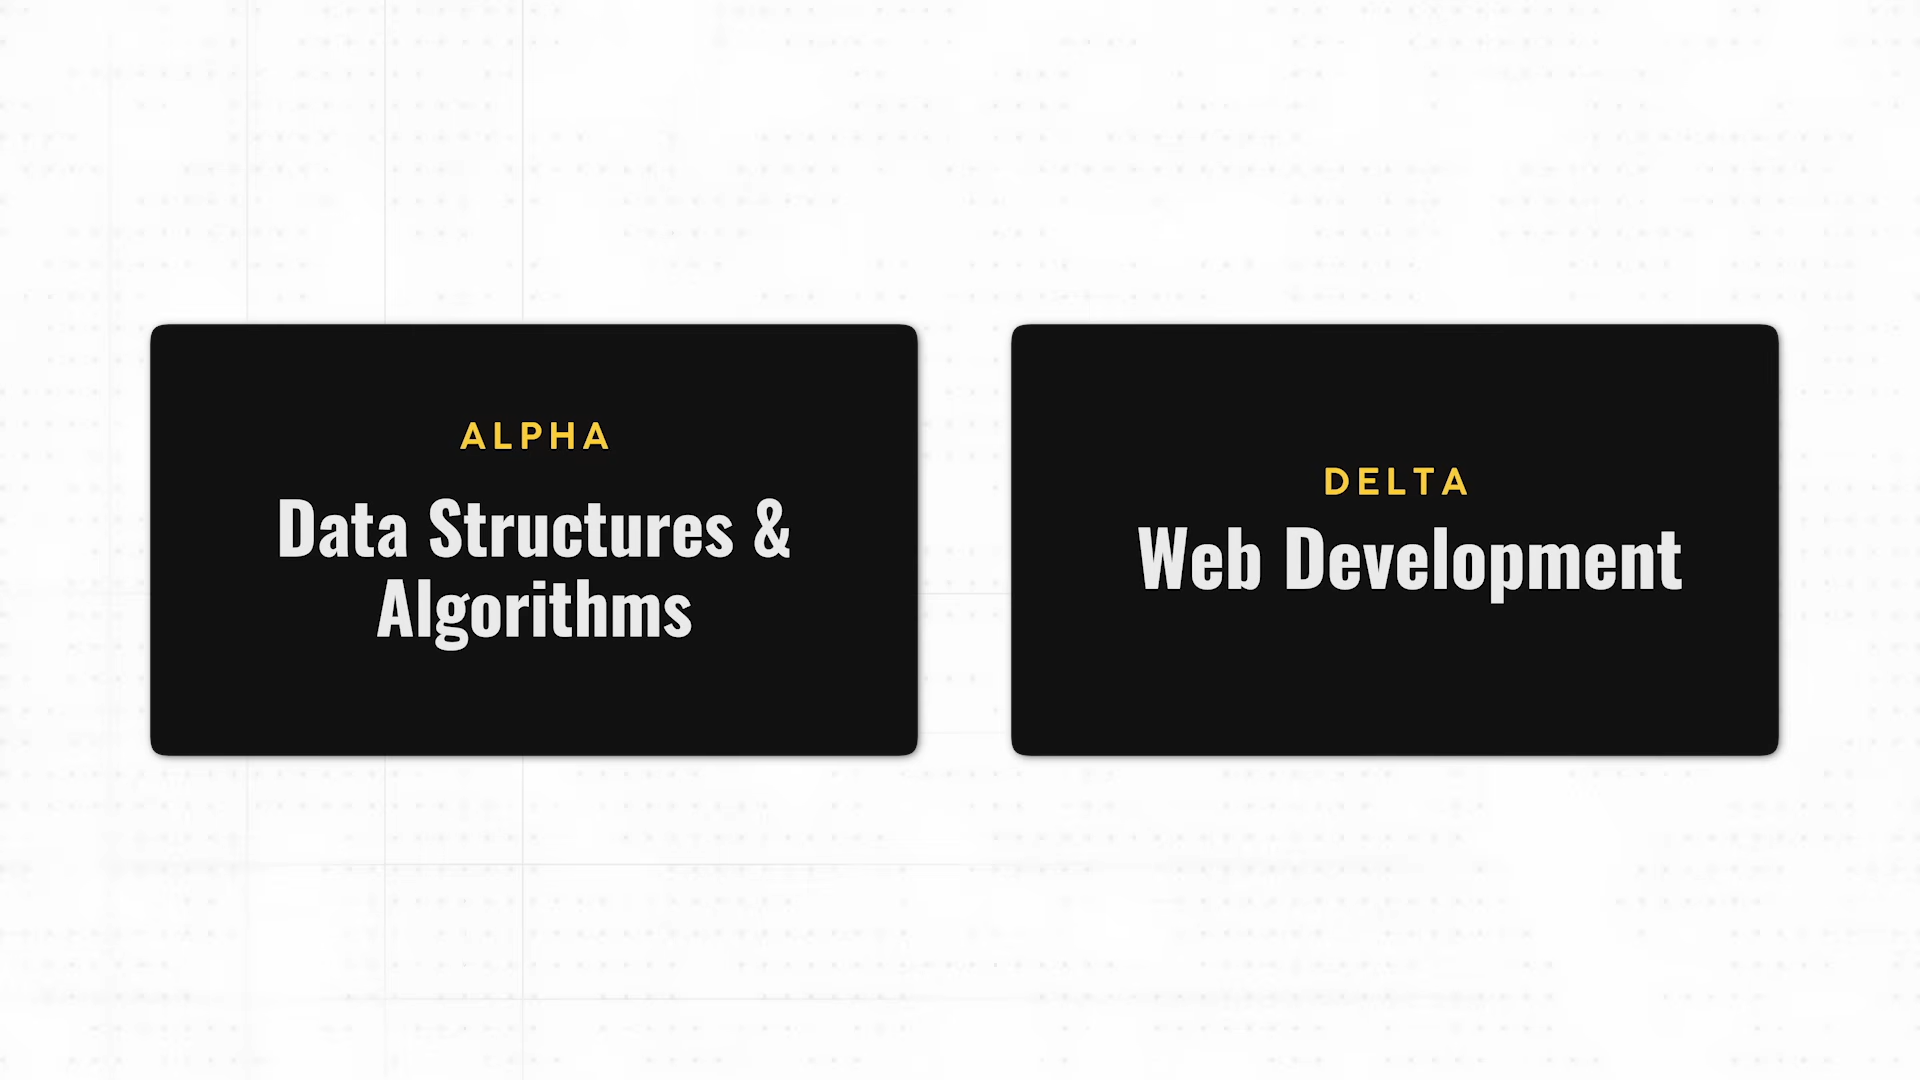 ALPHA
Data Structures &
Algorithms
DELTA
Web Development